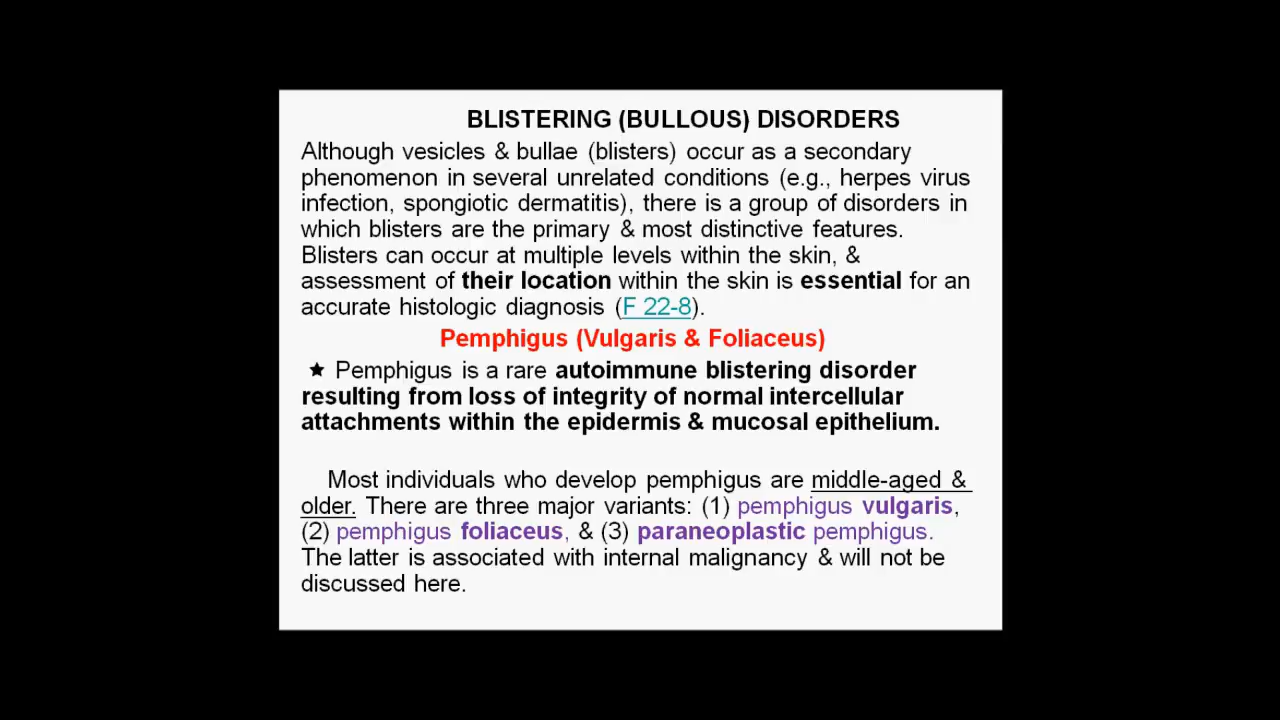 BLISTERING (BULLOUS) DISORDERS
Although vesicles & bullae (blisters) occur as a secondary
phenomenon in several unrelated conditions (e.g., herpes virus
infection, spongiotic dermatitis), there is a group of disorders in
which blisters are the primary & most distinctive features.
Blisters can occur at multiple levels within the skin, &
assessment of their location within the skin is essential for an
accurate histologic diagnosis (F 22-8).
Pemphigus (Vulgaris & Foliaceus)
★ Pemphigus is a rare autoimmune blistering disorder
resulting from loss of integrity of normal intercellular
attachments within the epidermis & mucosal epithelium.
Most individuals who develop pemphigus are middle-aged &
older. There are three major variants: (1) pemphigus vulgaris,
(2) pemphigus foliaceus, & (3) paraneoplastic pemphigus.
The latter is associated with internal malignancy & will not be
discussed here.